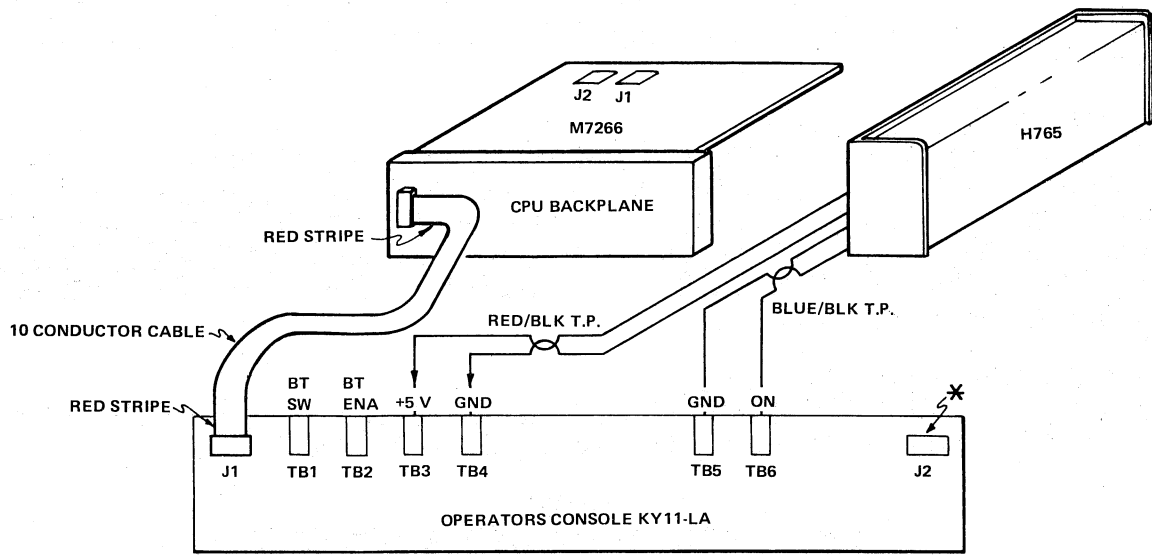 J2 J1
M7266
H765
CPU BACKPLANE
RED STRIPE
BLUE/BLK T.P.
RED/BLK T.P.
10 CONDUCTOR CABLE
RED STRIPE
BT SW
BT ENA
+5 V
GND
GND
ON
*
J1
TB1
TB2
TB3
TB4
TB5
TB6
J2
OPERATORS CONSOLE KY11-LA